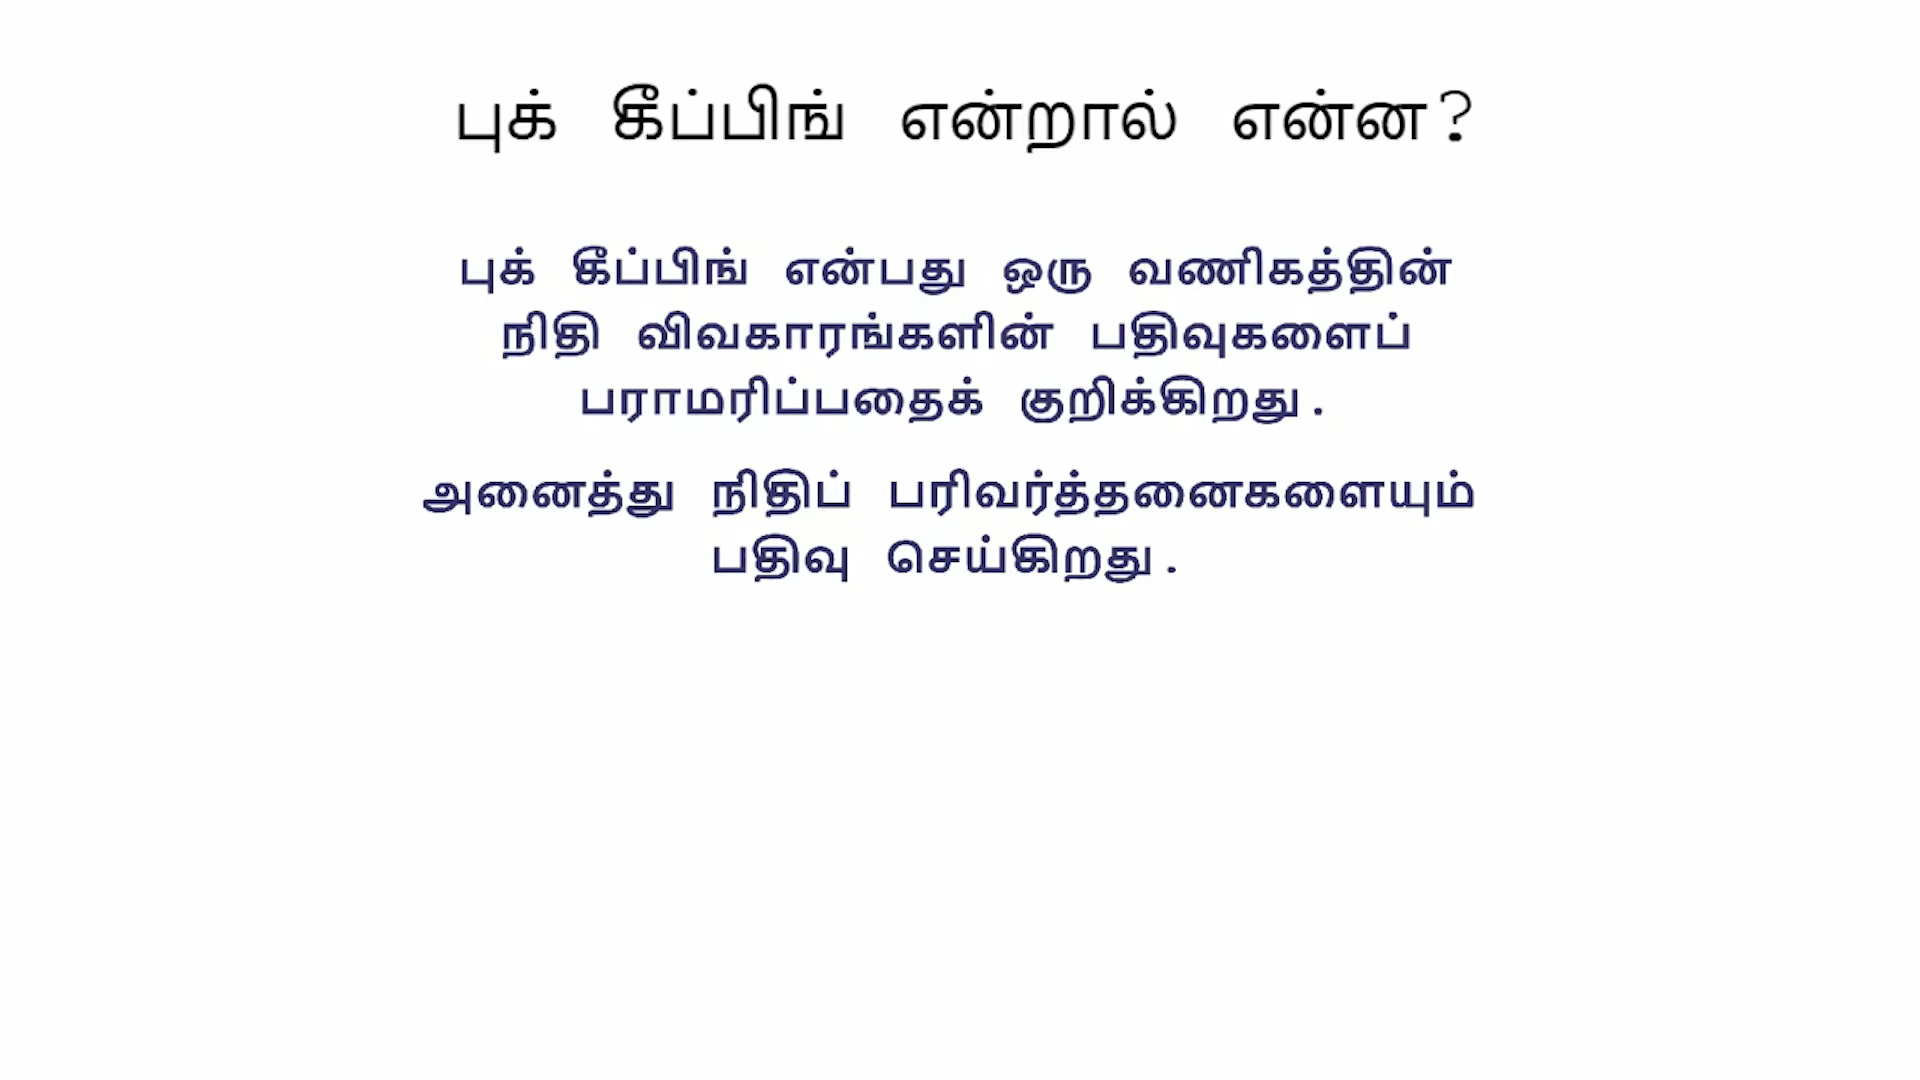 புக் கீப்பிங் என்றால் என்ன?
புக் கீப்பிங் என்பது ஒரு வணிகத்தின்
நிதி விவகாரங்களின் பதிவுகளைப்
பராமரிப்பதைக் குறிக்கிறது.
அனைத்து நிதிப் பரிவர்த்தனைகளையும்
பதிவு செய்கிறது.